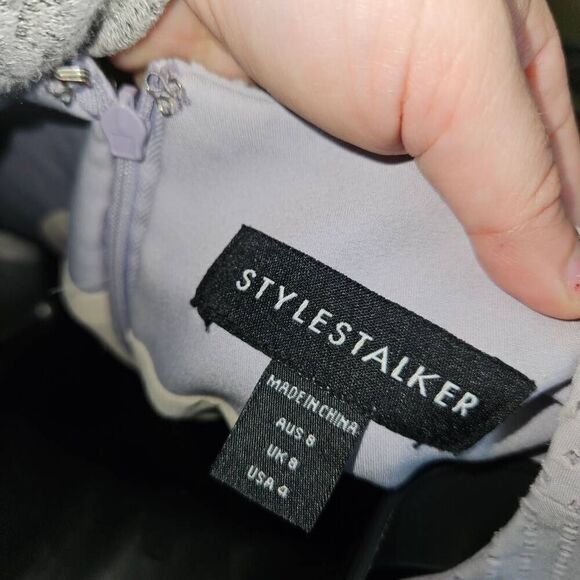 STYLESTALKER
MADE IN CHINA
AUS 8
UK 8
USA 4